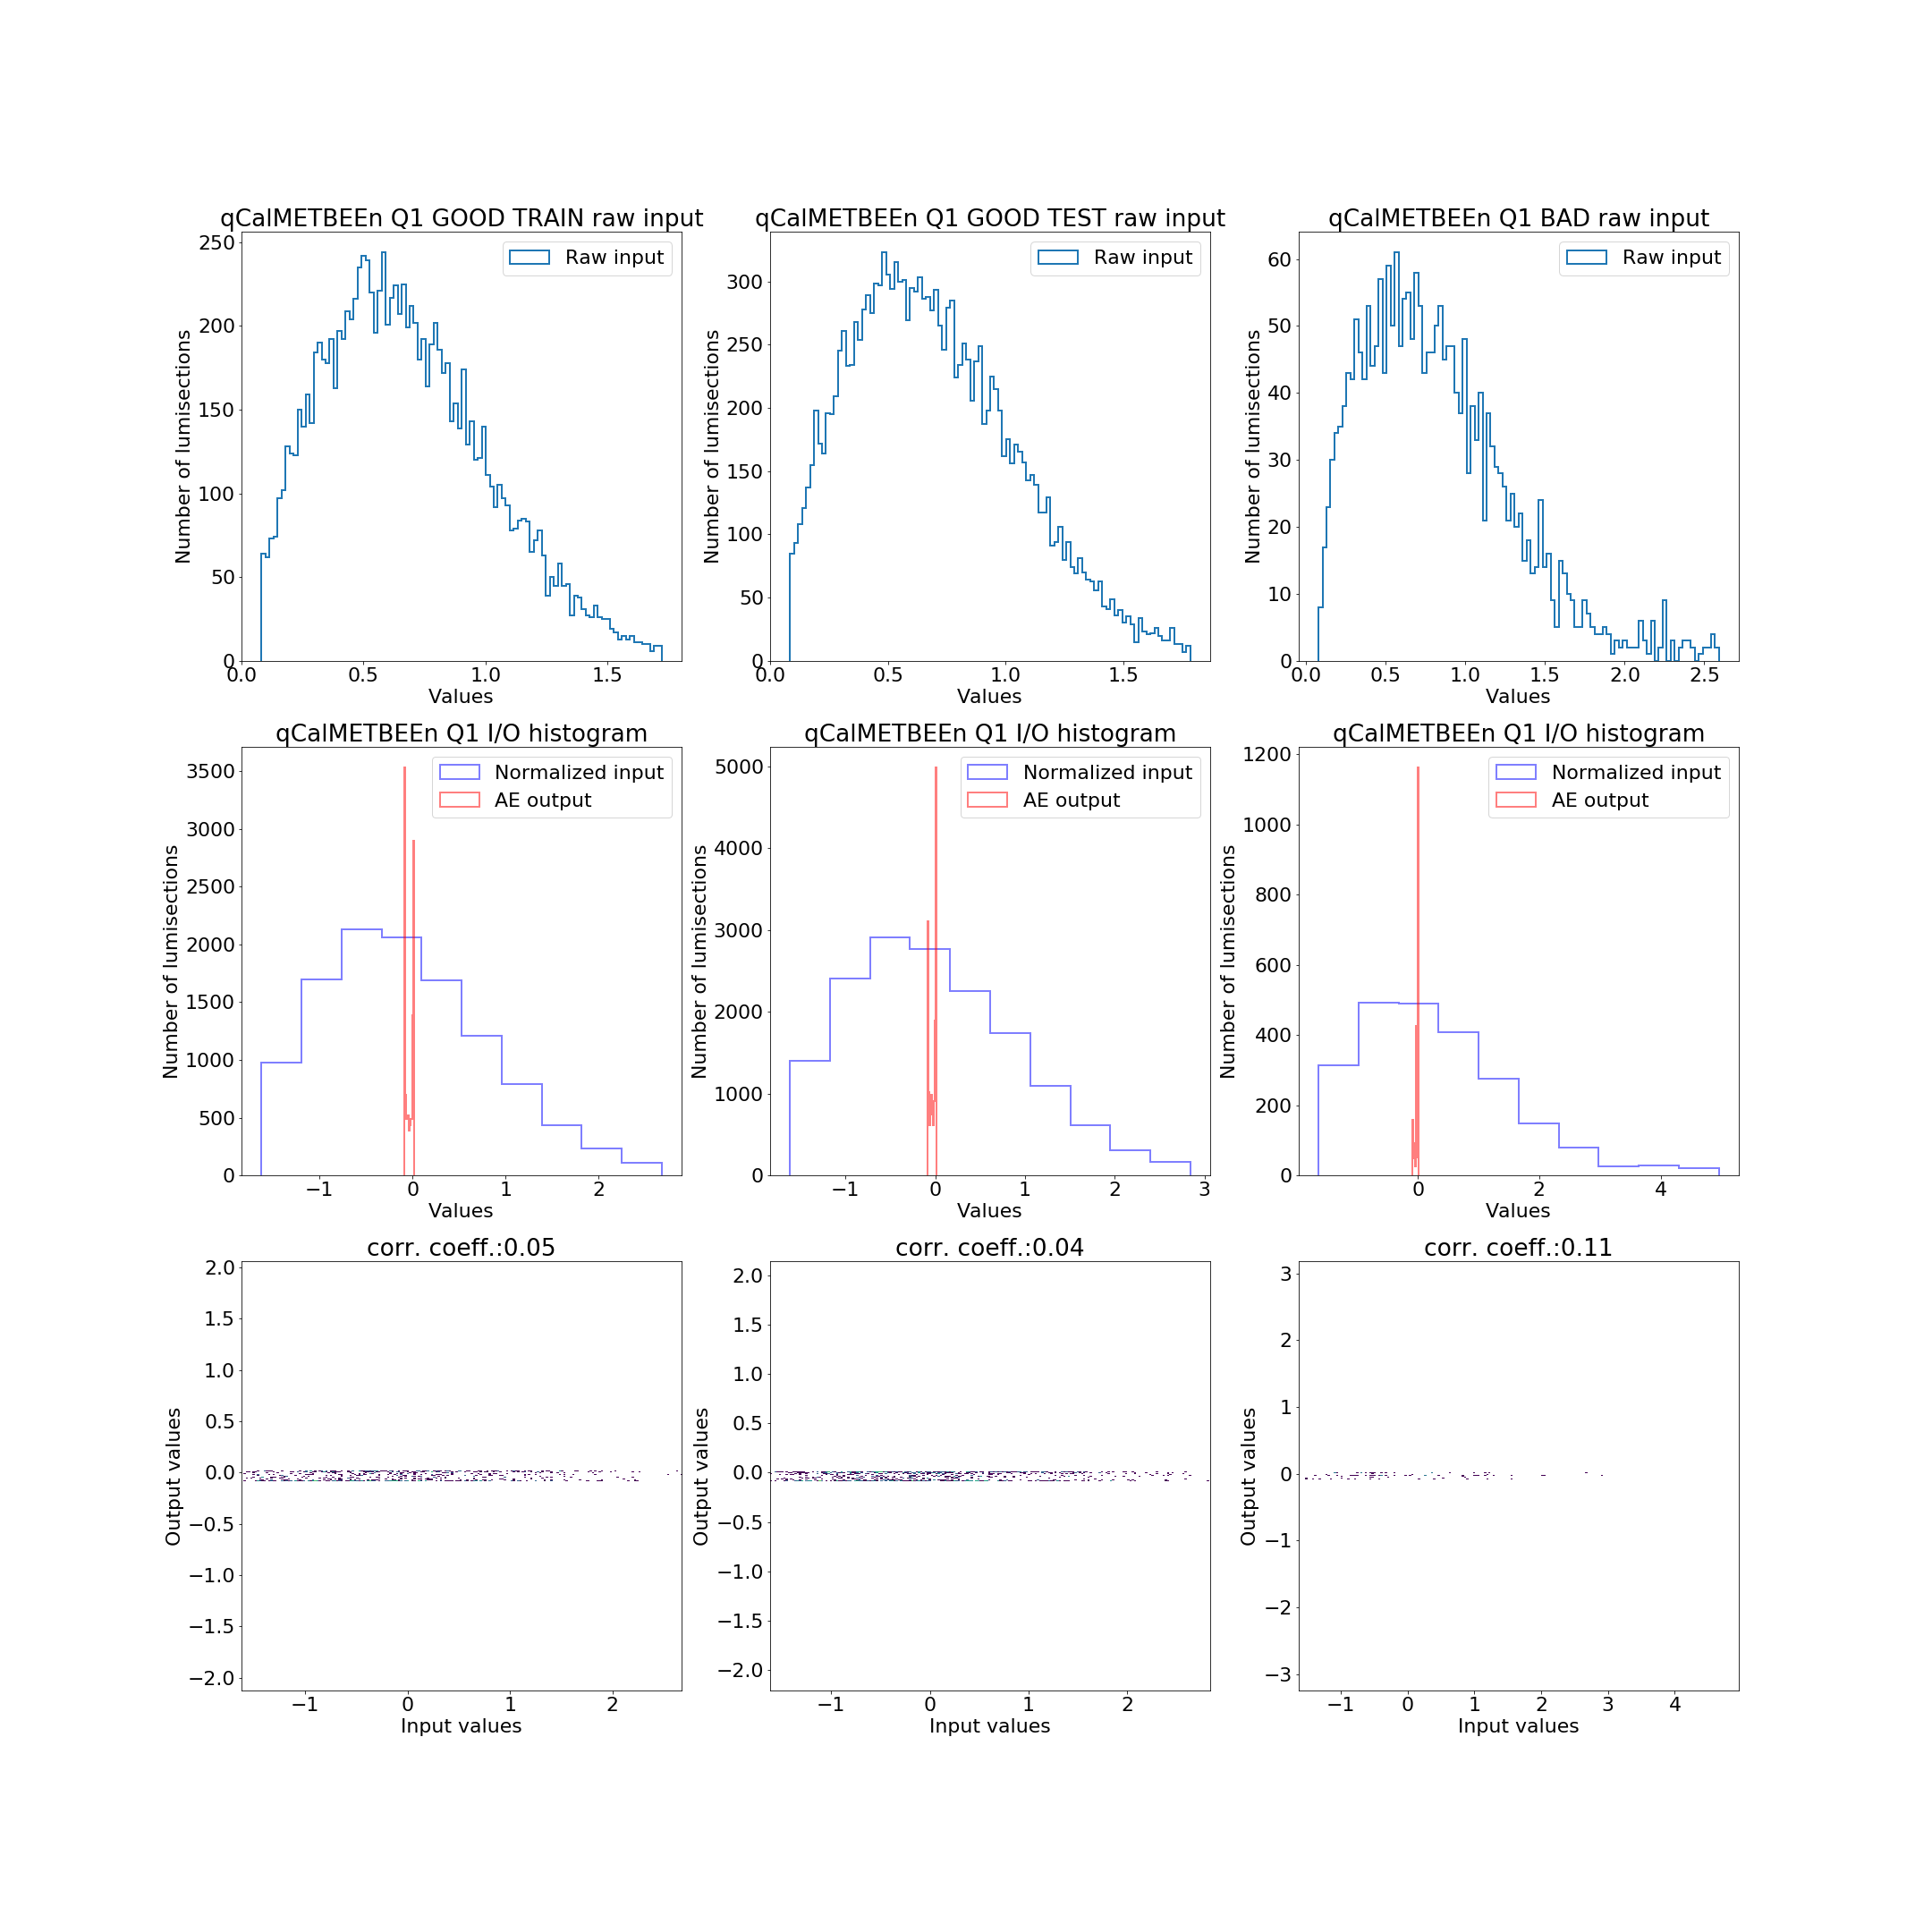 qCalMETBEEn Q1 GOOD TRAIN raw input
Number of lumisections
250
200
150
100
50
0
Raw input
0.0 0.5 1.0 1.5
Values
qCalMETBEEn Q1 GOOD TEST raw input
Number of lumisections
300
250
200
150
100
50
0
Raw input
0.0 0.5 1.0 1.5
Values
qCalMETBEEn Q1 BAD raw input
Number of lumisections
60
50
40
30
20
10
0
Raw input
0.0 0.5 1.0 1.5 2.0 2.5
Values
qCalMETBEEn Q1 I/O histogram
Number of lumisections
3500
3000
2500
2000
1500
1000
500
0
Normalized input
AE output
−1 0 1 2
Values
qCalMETBEEn Q1 I/O histogram
Number of lumisections
5000
4000
3000
2000
1000
0
Normalized input
AE output
−1 0 1 2 3
Values
qCalMETBEEn Q1 I/O histogram
Number of lumisections
1200
1000
800
600
400
200
0
Normalized input
AE output
0 2 4
Values
corr. coeff.:0.05
Output values
2.0
1.5
1.0
0.5
0.0
−0.5
−1.0
−1.5
−2.0
−1 0 1 2
Input values
corr. coeff.:0.04
Output values
2.0
1.5
1.0
0.5
0.0
−0.5
−1.0
−1.5
−2.0
−1 0 1 2
Input values
corr. coeff.:0.11
Output values
3
2
1
0
−1
−2
−3
−1 0 1 2 3 4
Input values